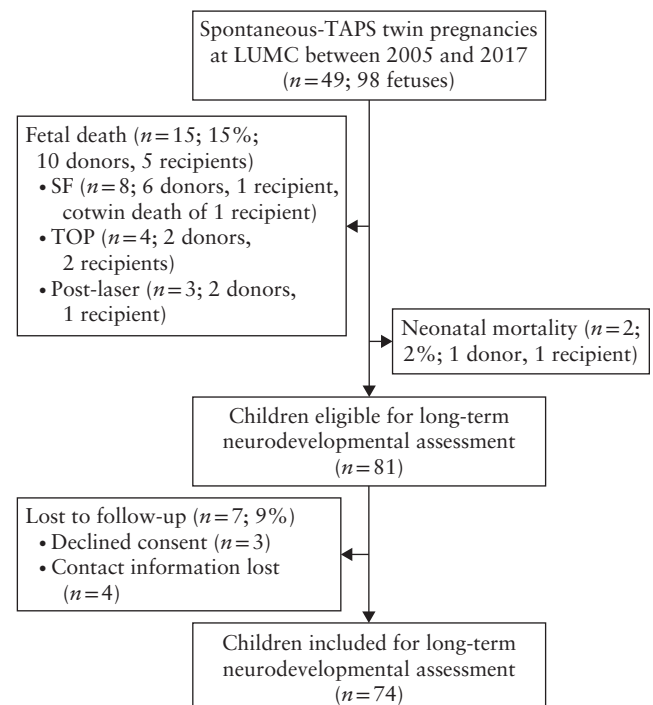 Spontaneous-TAPS twin pregnancies
at LUMC between 2005 and 2017
(n=49; 98 fetuses)
Fetal death (n=15; 15%;
10 donors, 5 recipients)
• SF (n=8; 6 donors, 1 recipient,
cotwin death of 1 recipient)
• TOP (n=4; 2 donors,
2 recipients)
• Post-laser (n=3; 2 donors,
1 recipient)
Neonatal mortality (n=2;
2%; 1 donor, 1 recipient)
Children eligible for long-term
neurodevelopmental assessment
(n=81)
Lost to follow-up (n=7; 9%)
• Declined consent (n=3)
• Contact information lost
(n=4)
Children included for long-term
neurodevelopmental assessment
(n=74)